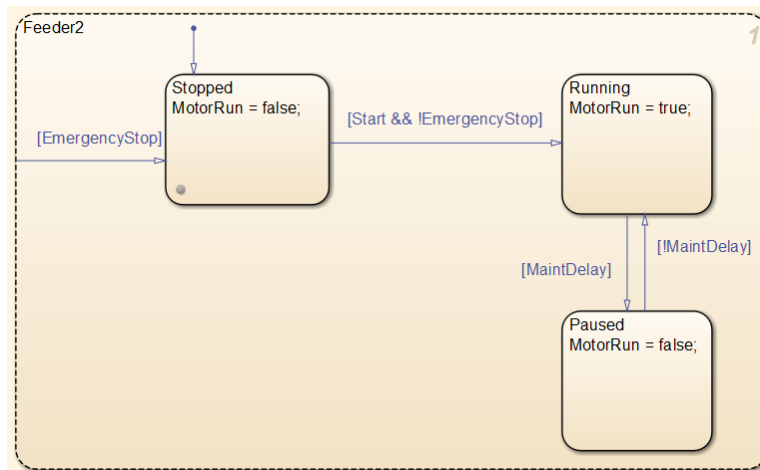 Feeder2
1
Stopped
MotorRun = false;
[EmergencyStop]
[Start && !EmergencyStop]
Running
MotorRun = true;
[MaintDelay]
[!MaintDelay]
Paused
MotorRun = false;